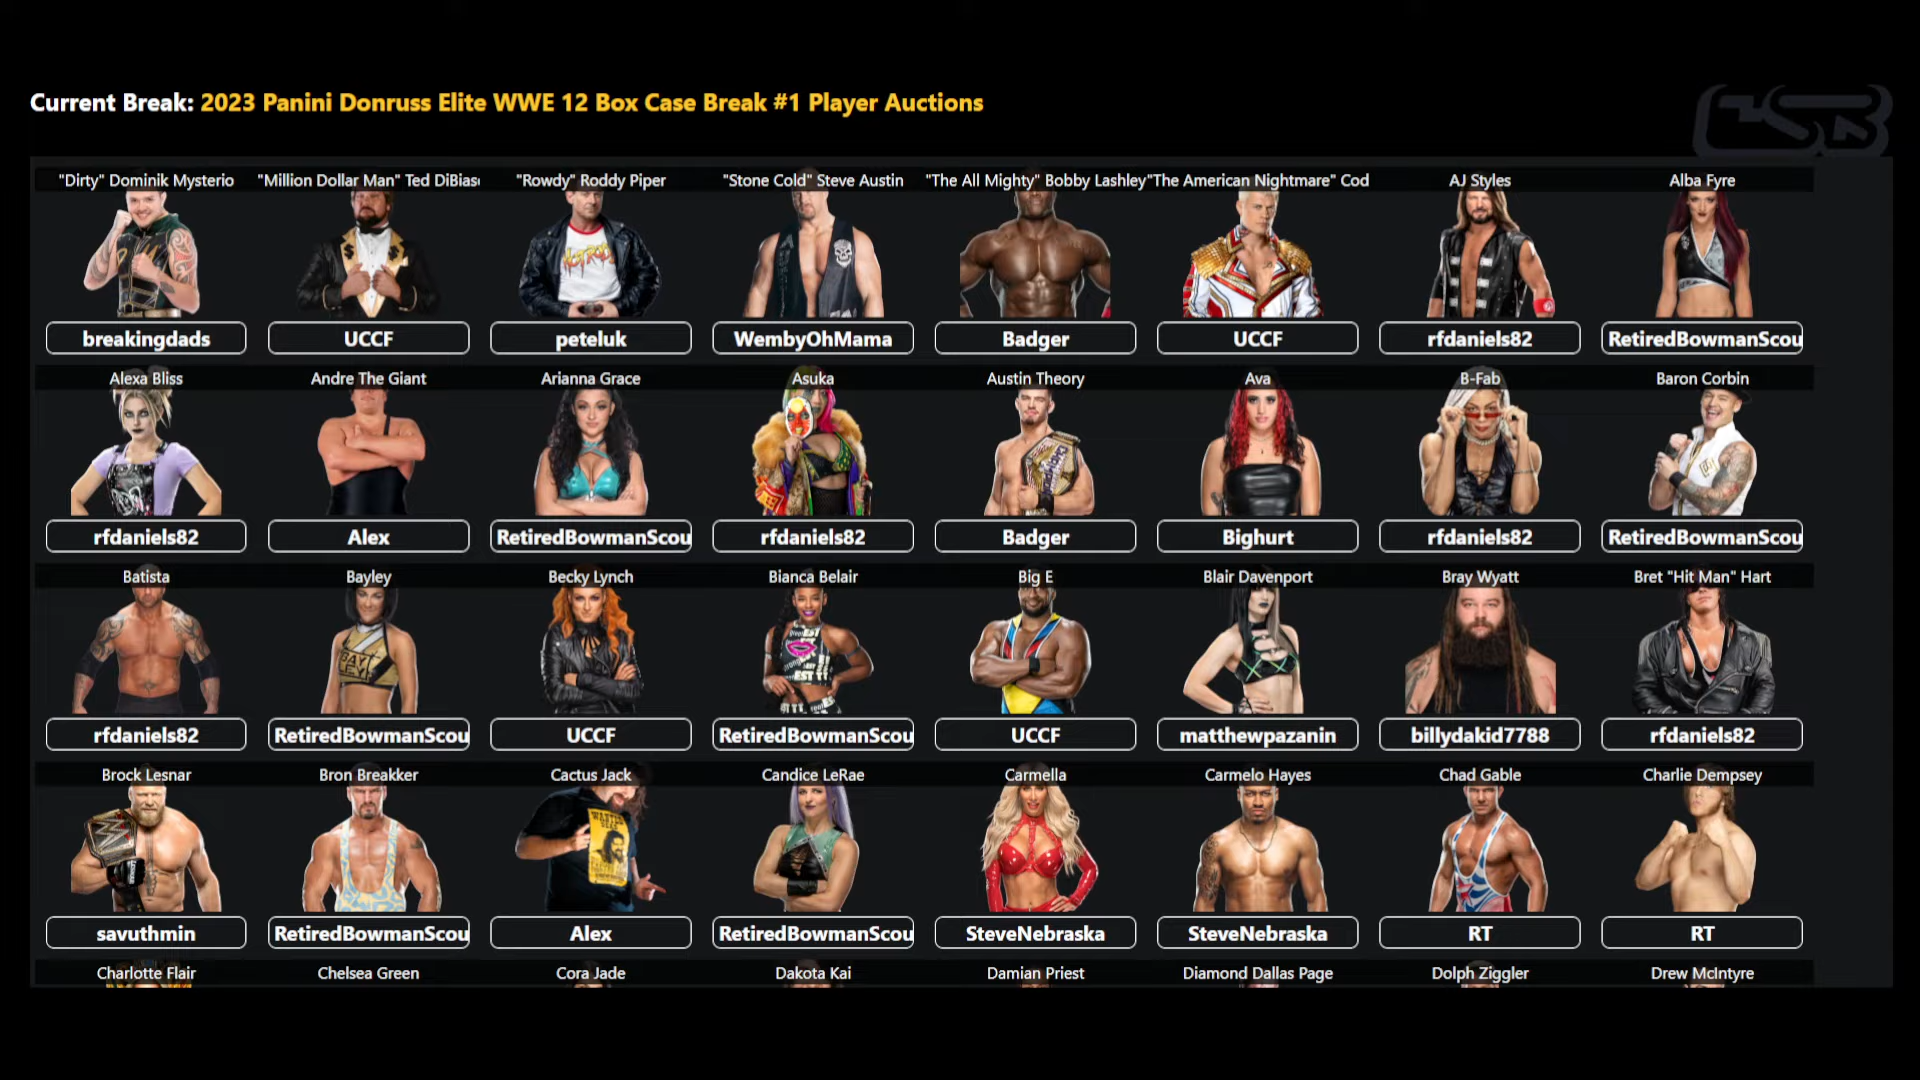 Current Break: 2023 Panini Donruss Elite WWE 12 Box Case Break #1 Player Auctions
CSB
"Dirty" Dominik Mysterio "Million Dollar Man" Ted DiBias "Rowdy" Roddy Piper "Stone Cold" Steve Austin "The All Mighty" Bobby Lashley "The American Nightmare" Cod AJ Styles Alba Fyre
breakingdads UCCF peteluk WembyOhMama Badger UCCF rfdaniels82 RetiredBowmanScou
Alexa Bliss Andre The Giant Arianna Grace Asuka Austin Theory Ava B-Fab Baron Corbin
rfdaniels82 Alex RetiredBowmanScou rfdaniels82 Badger Bighurt rfdaniels82 RetiredBowmanScou
Batista Bayley Becky Lynch Bianca Belair Big E Blair Davenport Bray Wyatt Bret "Hit Man" Hart
rfdaniels82 RetiredBowmanScou UCCF RetiredBowmanScou UCCF matthewpazanin billydakid7788 rfdaniels82
Brock Lesnar Bron Breakker Cactus Jack Candice LeRae Carmella Carmelo Hayes Chad Gable Charlie Dempsey
savuthmin RetiredBowmanScou Alex RetiredBowmanScou SteveNebraska SteveNebraska RT RT
Charlotte Flair Chelsea Green Cora Jade Dakota Kai Damian Priest Diamond Dallas Page Dolph Ziggler Drew McIntyre